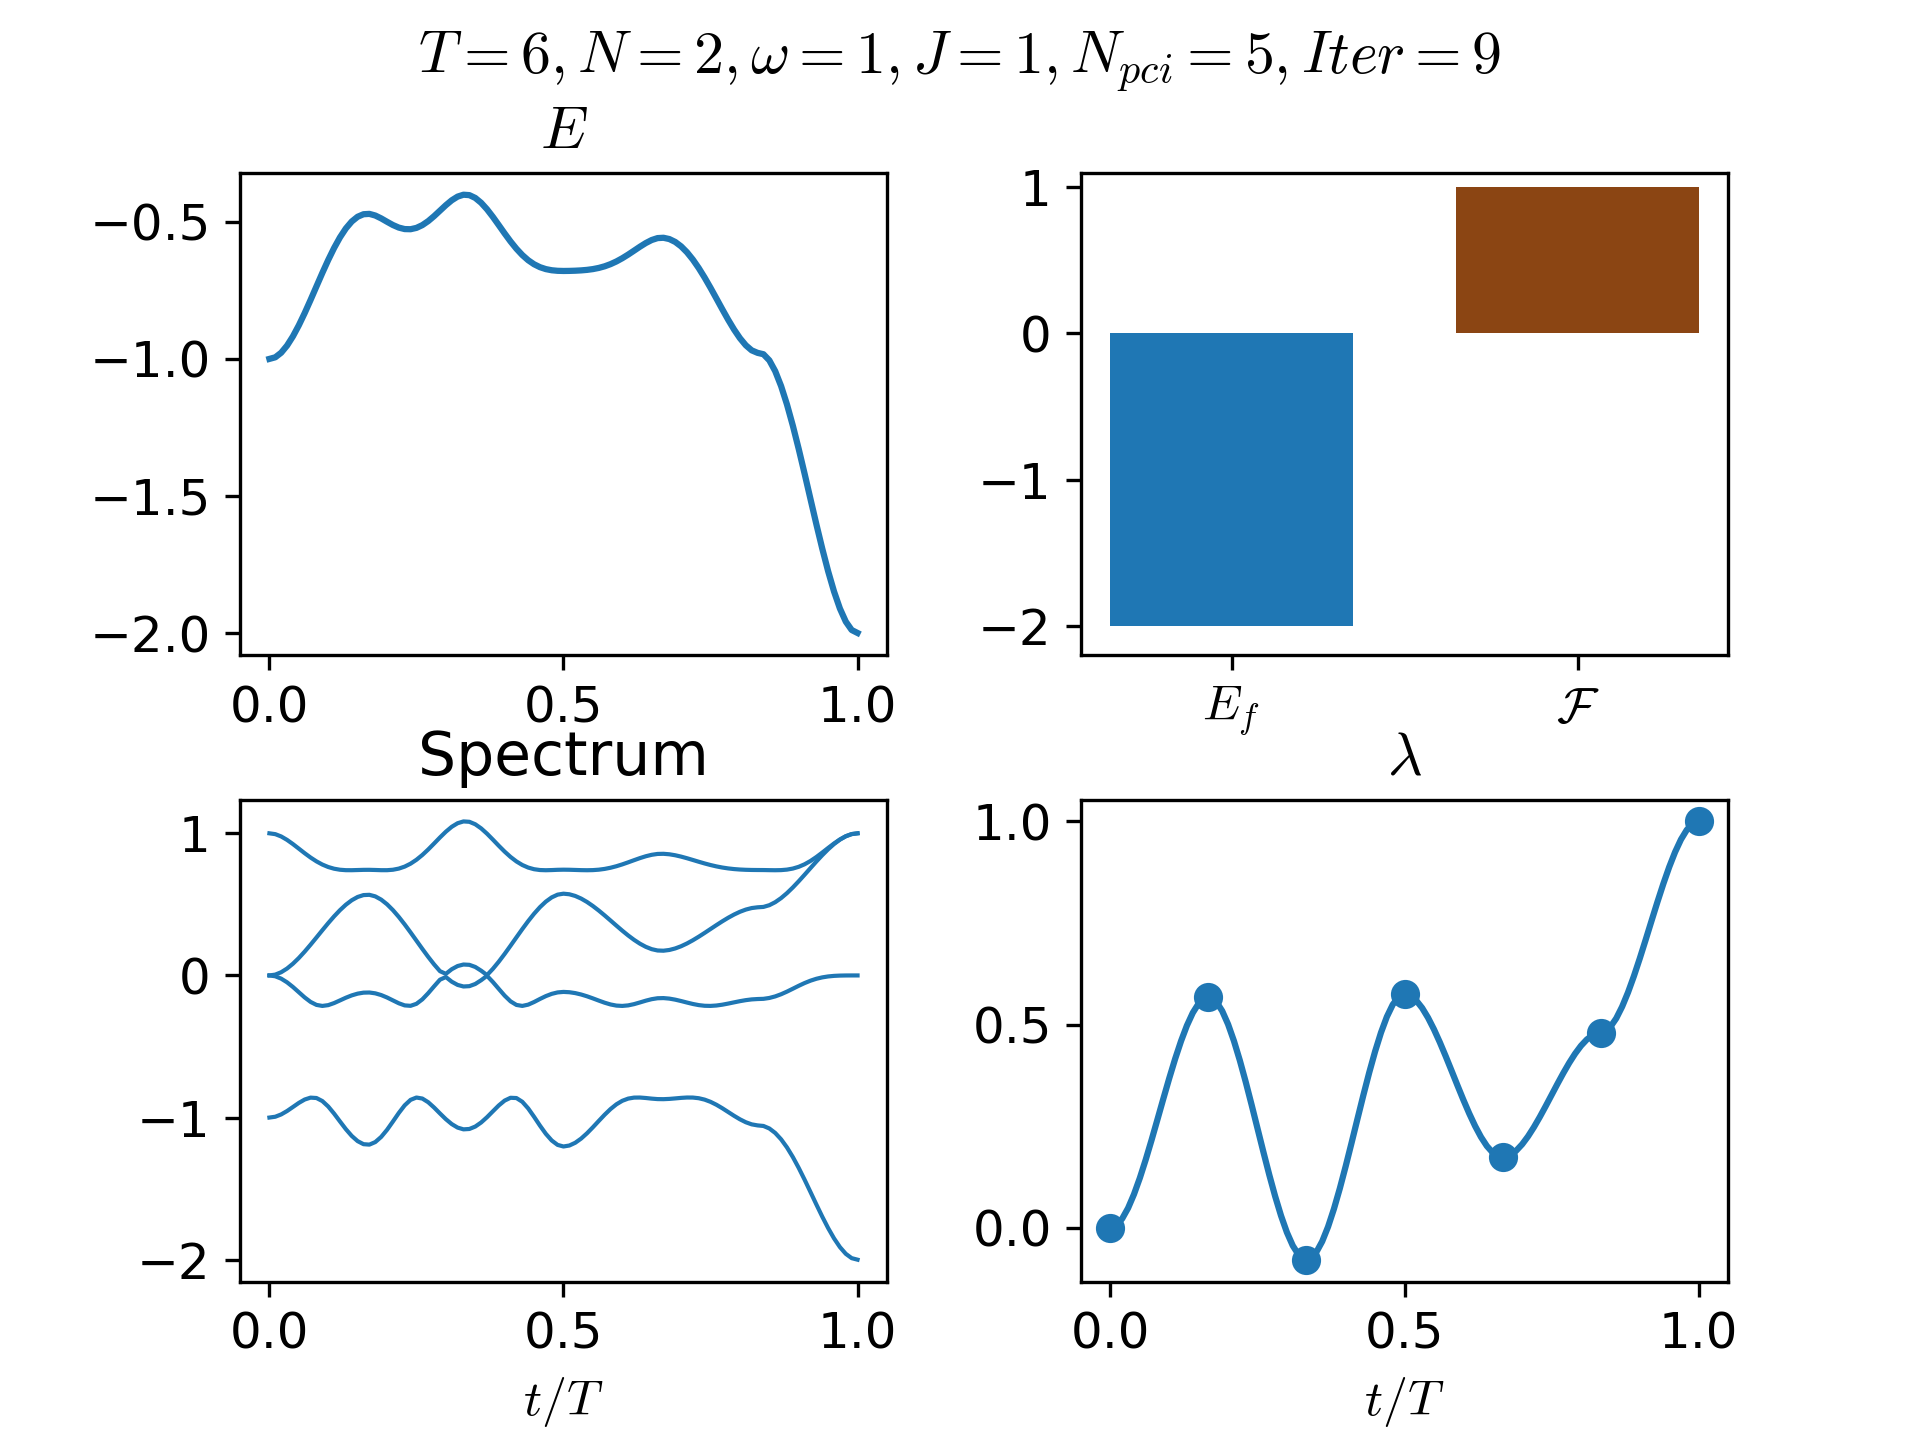 T = 6, N = 2, ω = 1, J = 1, N_{pci} = 5, Iter = 9
E
−0.5
−1.0
−1.5
−2.0
0.0 0.5 1.0
1
0
−1
−2
E_f ℱ
Spectrum
1
0
−1
−2
0.0 0.5 1.0
t/T
λ
1.0
0.5
0.0
0.0 0.5 1.0
t/T